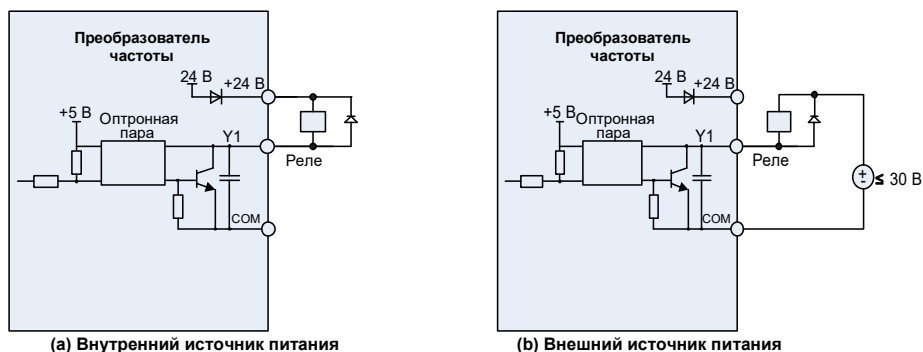 Преобразователь
частоты
24 В
+24 В
+5 В
Оптронная
пара
Y1
Реле
COM
(a) Внутренний источник питания
Преобразователь
частоты
24 В
+24 В
+5 В
Оптронная
пара
Y1
Реле
≤ 30 В
COM
(b) Внешний источник питания